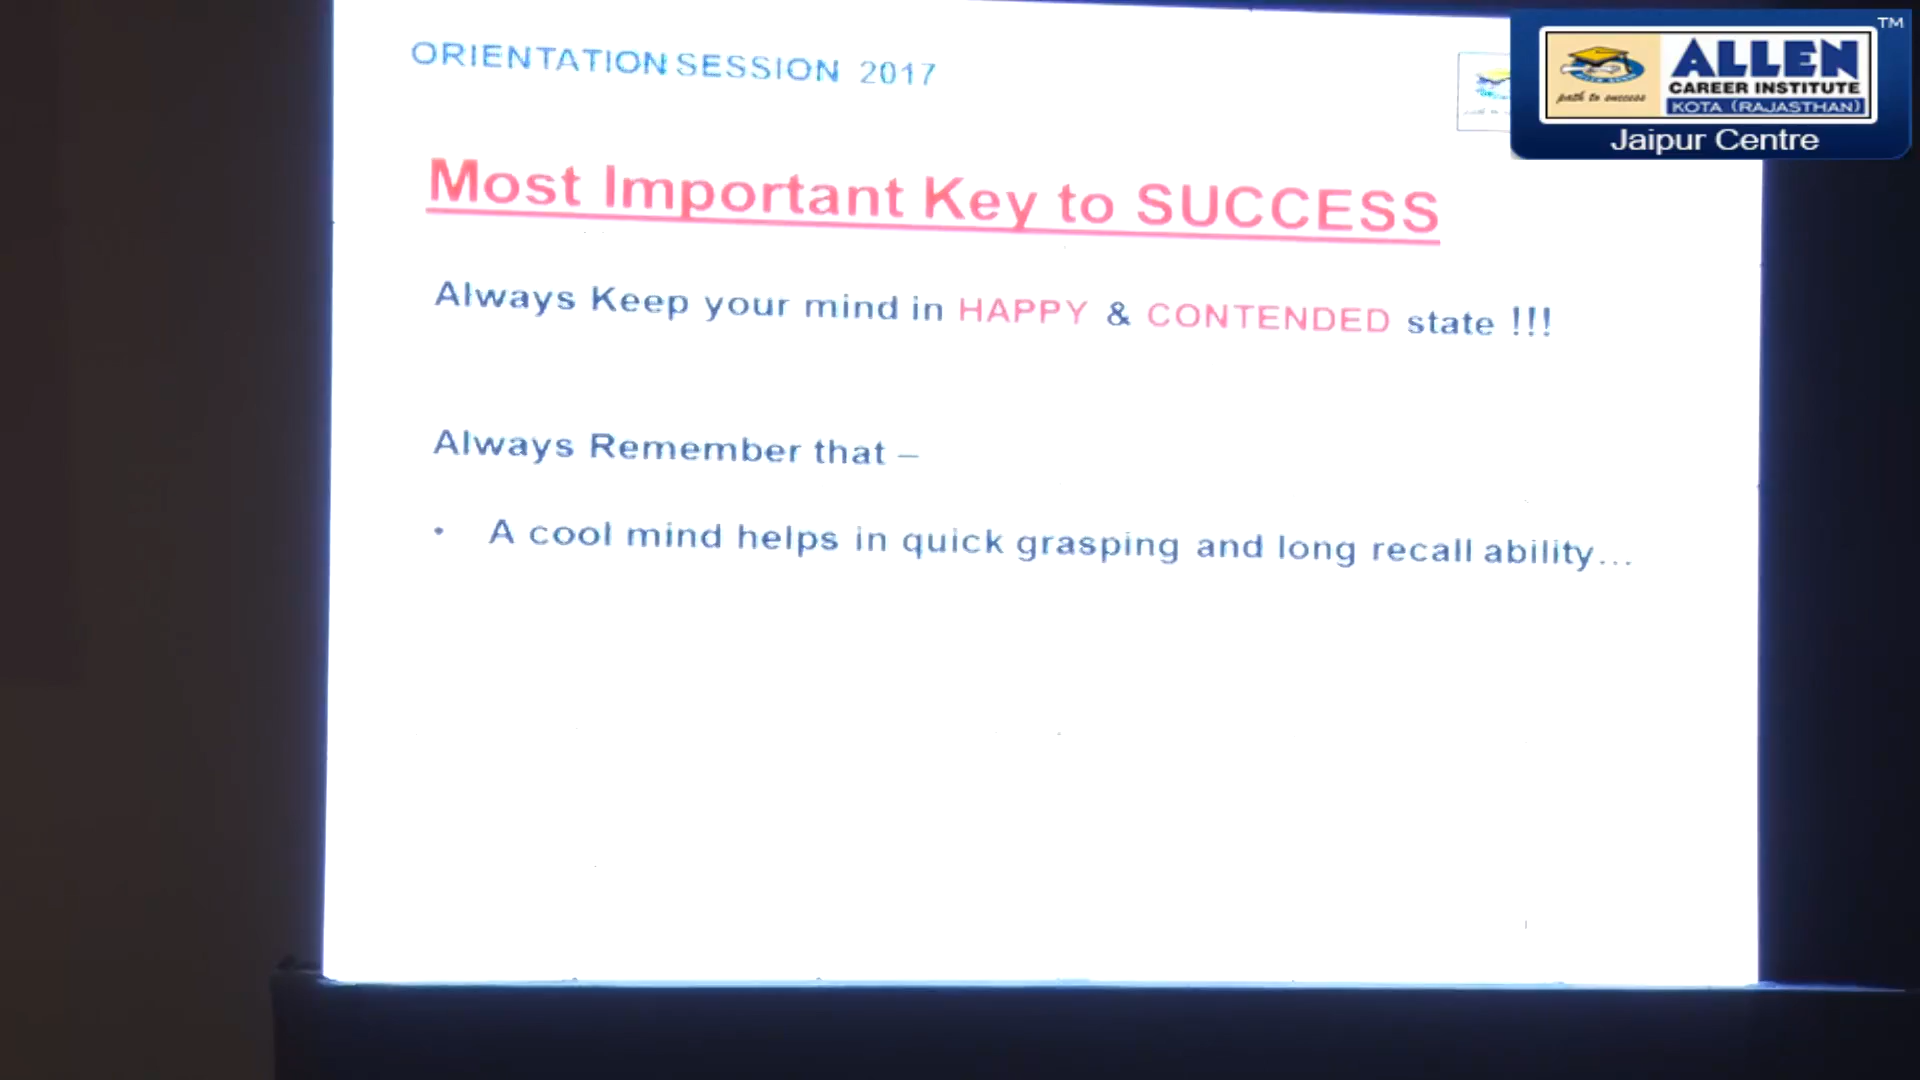 ORIENTATION SESSION 2017
Most Important Key to SUCCESS
Always Keep your mind in HAPPY & CONTENDED state !!!
Always Remember that –
• A cool mind helps in quick grasping and long recall ability...
TM
ALLEN
CAREER INSTITUTE
KOTA (RAJASTHAN)
path to success
Jaipur Centre